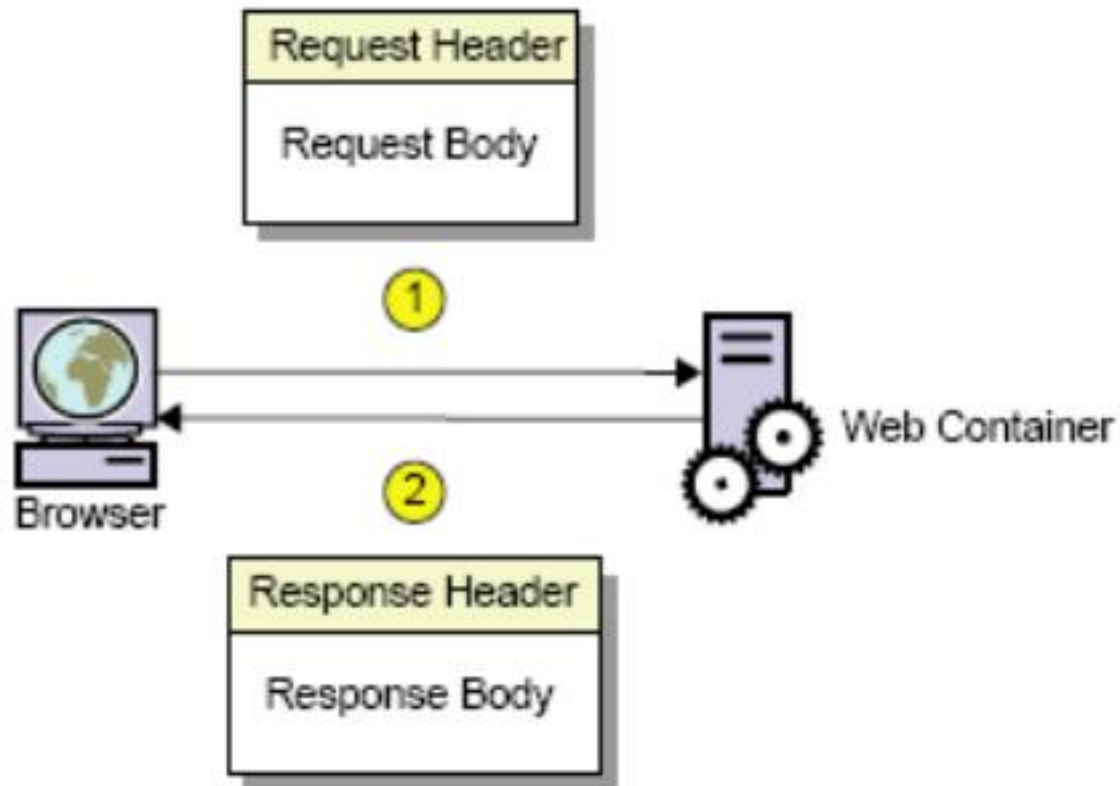 Request Header
Request Body
1
Browser
Web Container
2
Response Header
Response Body